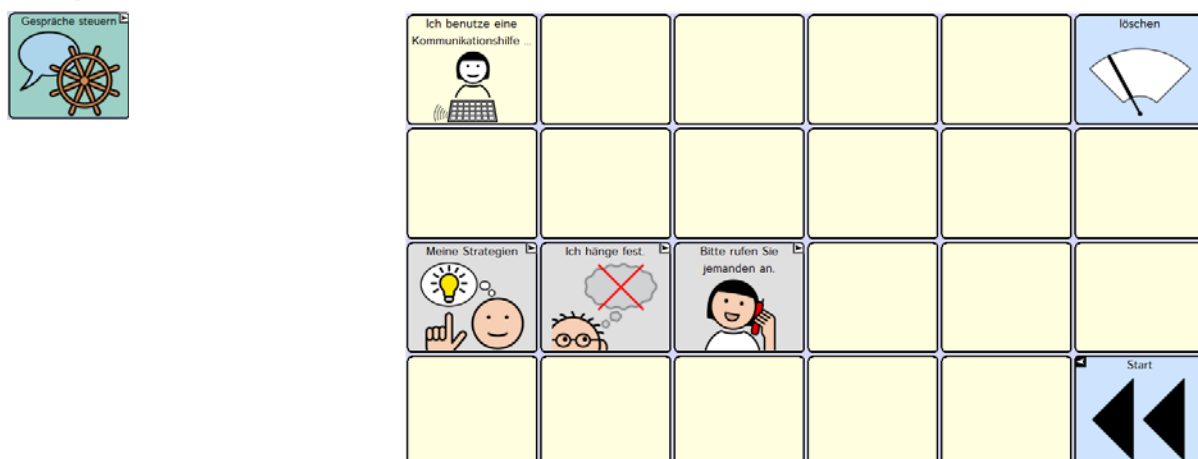 Gespräche steuern
Ich benutze eine
Kommunikationshilfe ...
löschen
Meine Strategien
Ich hänge fest.
Bitte rufen Sie
jemanden an.
Start